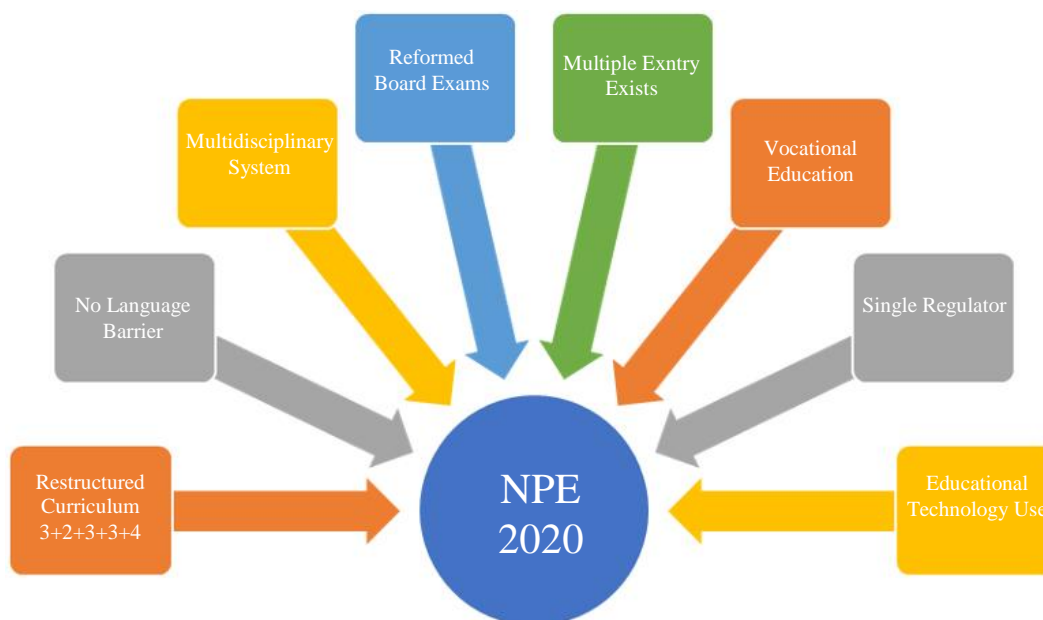 Reformed
Board Exams
Multiple Exntry
Exists
Multidisciplinary
System
Vocational
Education
No Language
Barrier
Single Regulator
Restructured
Curriculum
3+2+3+3+4
NPE
2020
Educational
Technology Use